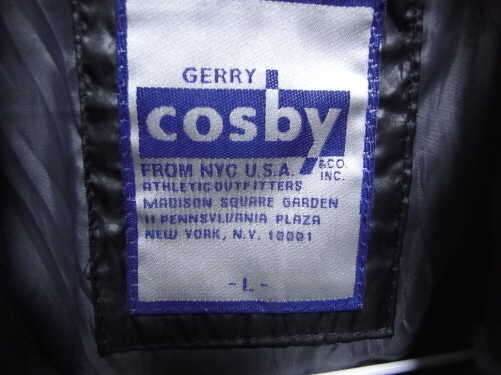 GERRY
cosby
FROM NYC U.S.A. &CO. INC.
ATHLETIC OUTFITTERS
MADISON SQUARE GARDEN
11 PENNSYLVANIA PLAZA
NEW YORK, N.Y. 10001
- L -